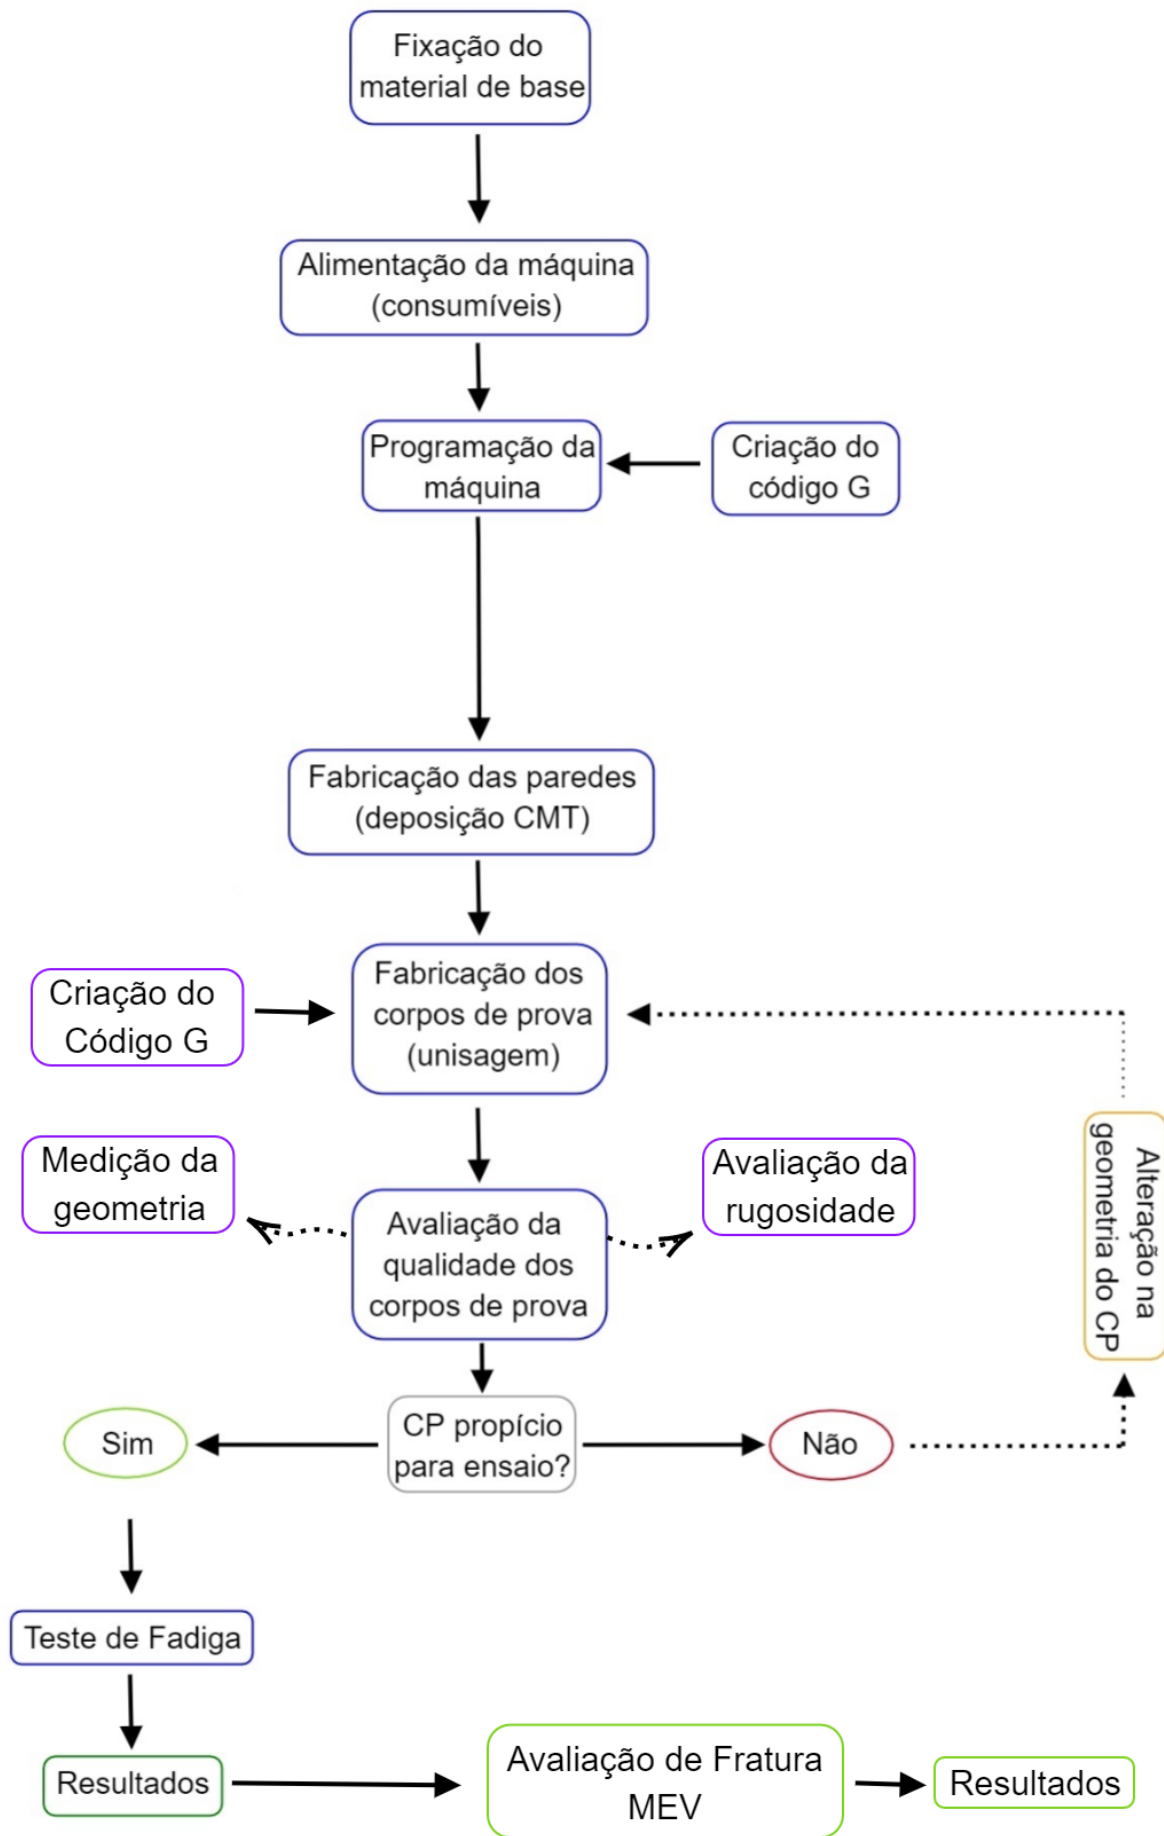 Fixação do
material de base
Alimentação da máquina
(consumíveis)
Programação da
máquina
Criação do
código G
Fabricação das paredes
(deposição CMT)
Criação do
Código G
Fabricação dos
corpos de prova
(unisagem)
Medição da
geometria
Avaliação da
qualidade dos
corpos de prova
Avaliação da
rugosidade
Alteração na
geometria do CP
Sim
CP propício
para ensaio?
Não
Teste de Fadiga
Resultados
Avaliação de Fratura
MEV
Resultados